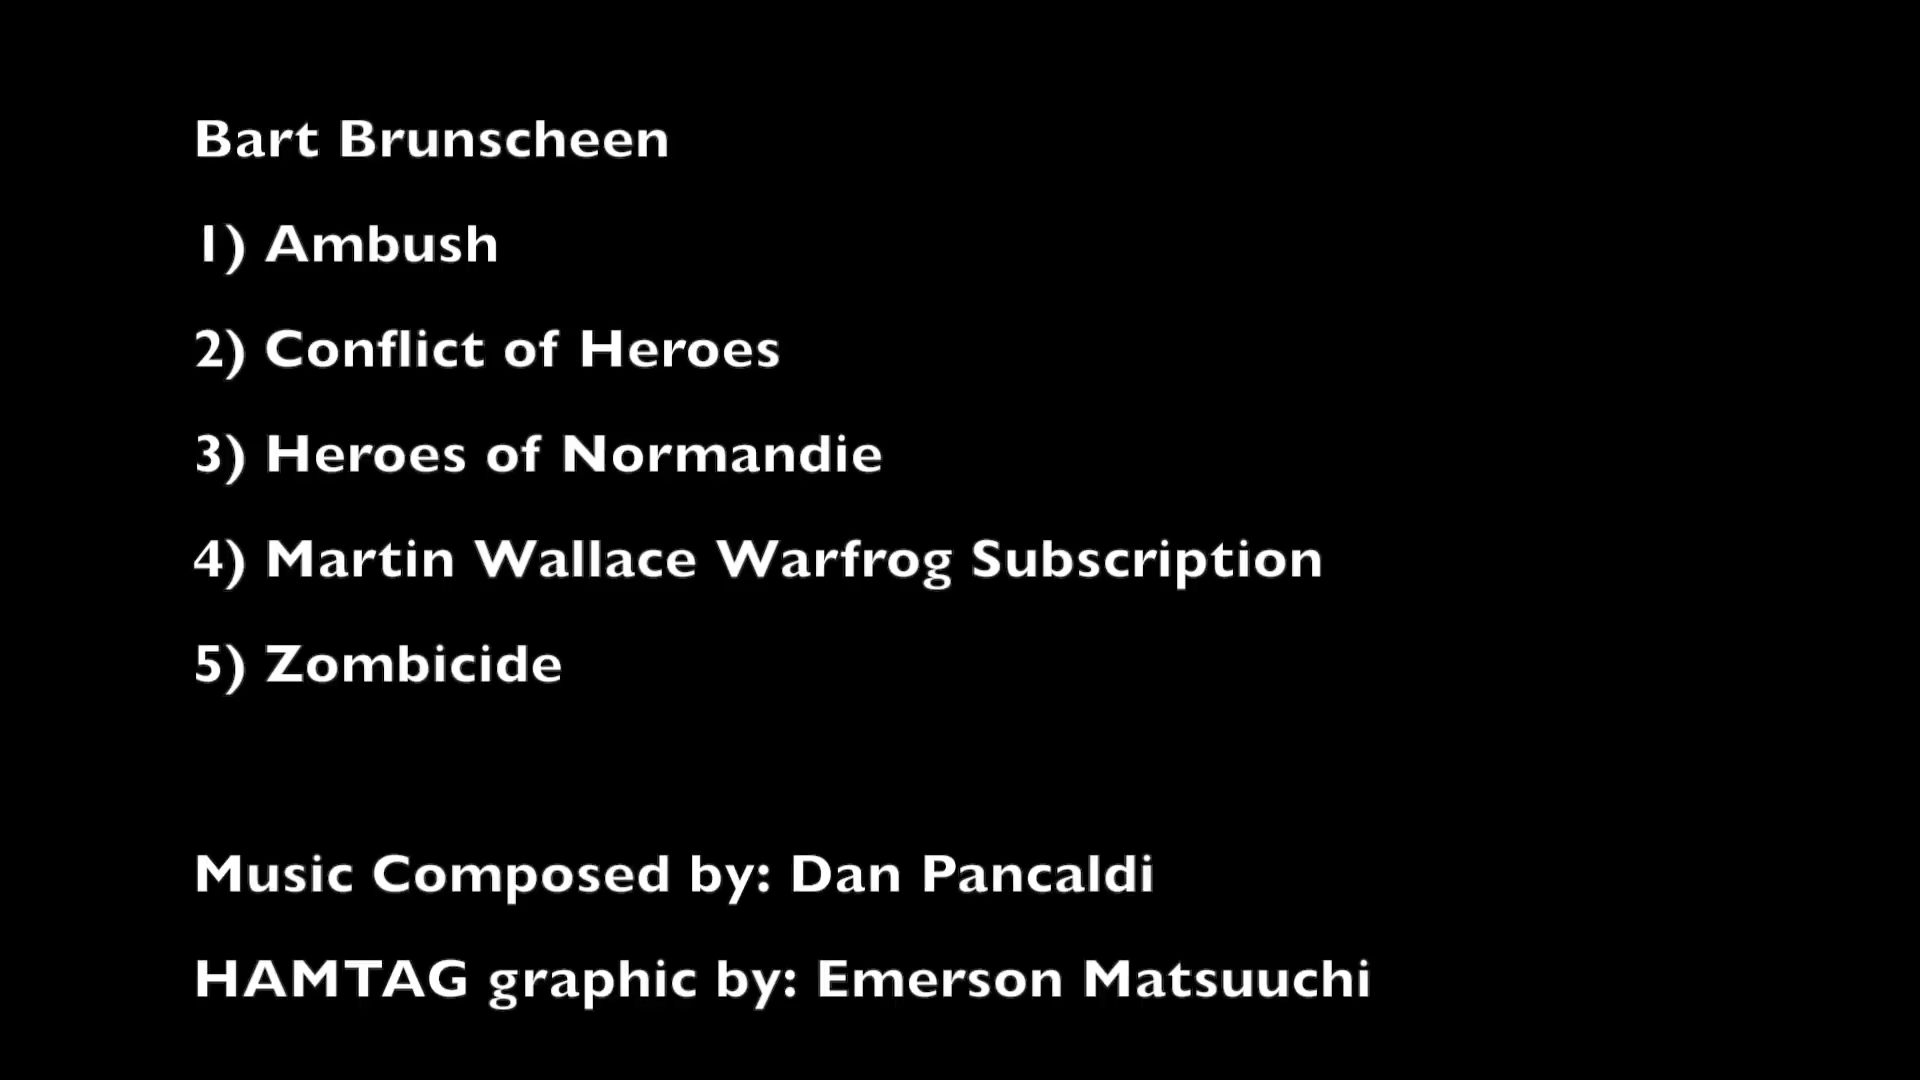 Bart Brunscheen
1) Ambush
2) Conflict of Heroes
3) Heroes of Normandie
4) Martin Wallace Warfrog Subscription
5) Zombicide
Music Composed by: Dan Pancaldi
HAMTAG graphic by: Emerson Matsuuchi